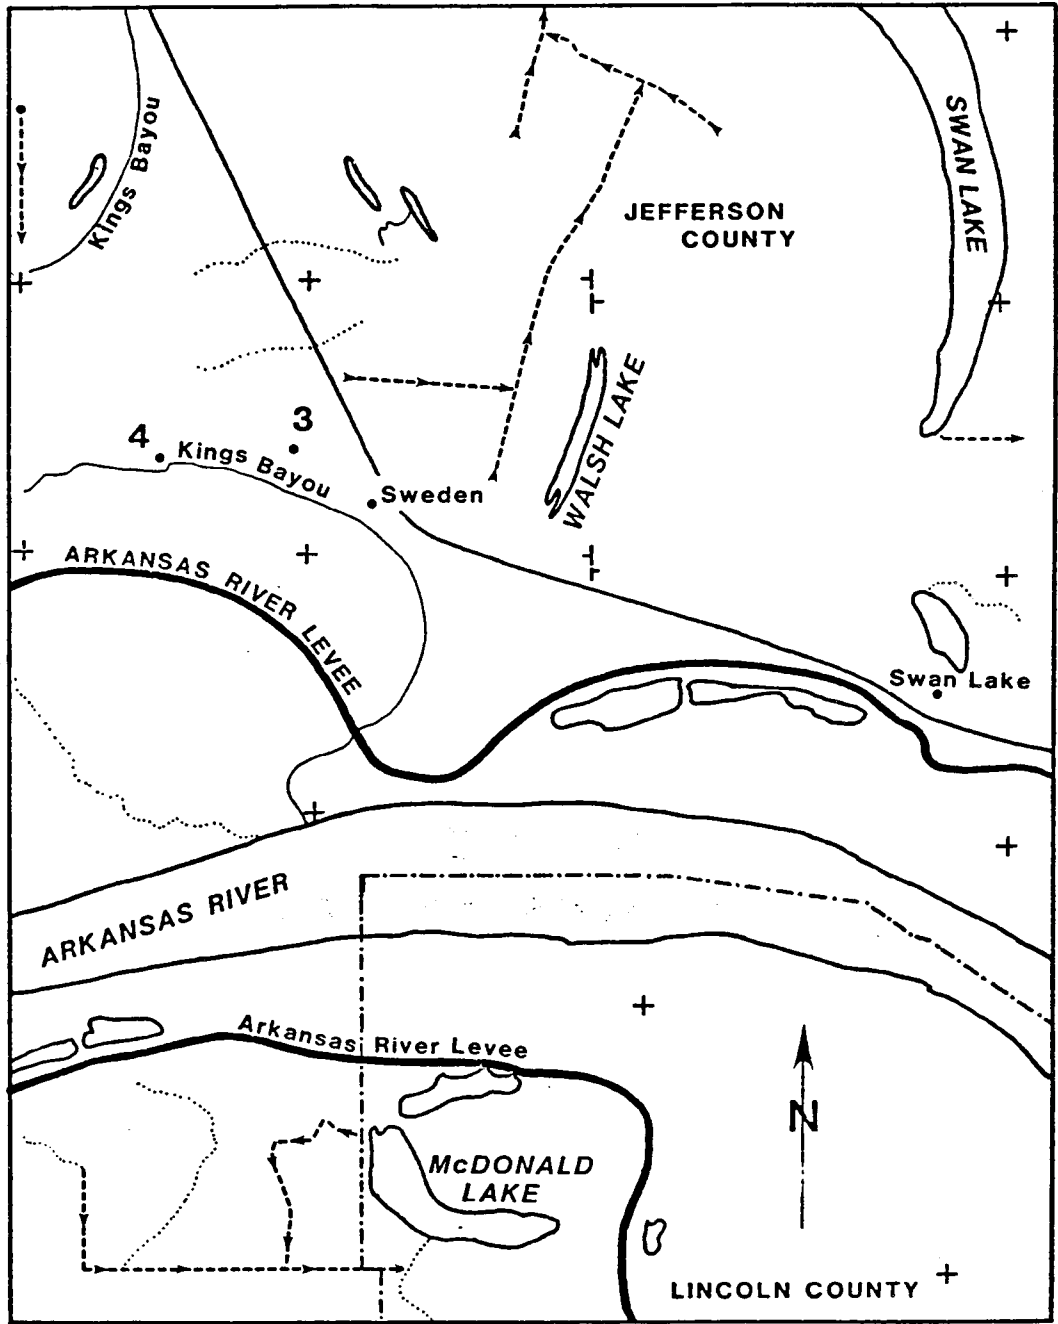 Kings Bayou
SWAN LAKE
JEFFERSON
COUNTY
WALSH LAKE
3
4
Kings Bayou
Sweden
ARKANSAS RIVER LEVEE
Swan Lake
ARKANSAS RIVER
Arkansas River Levee
N
McDONALD
LAKE
LINCOLN COUNTY